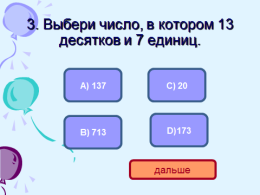 3. Выбери число, в котором 13
десятков и 7 единиц.
А) 137
С) 20
В) 713
D)173
дальше